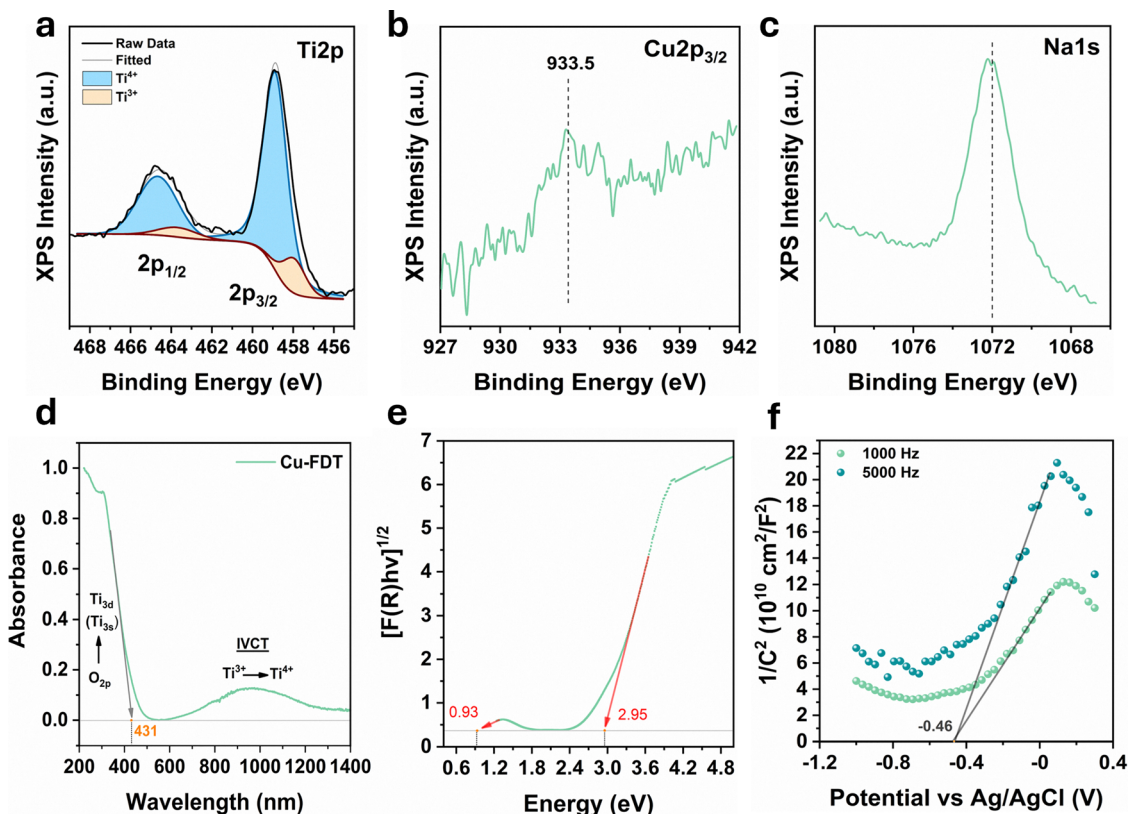 a
Raw Data
Fitted
Ti4+
Ti3+
Ti2p
2p1/2
2p3/2
XPS Intensity (a.u.)
468 466 464 462 460 458 456
Binding Energy (eV)
b
933.5
Cu2p3/2
XPS Intensity (a.u.)
927 930 933 936 939 942
Binding Energy (eV)
c
Na1s
XPS Intensity (a.u.)
1080 1076 1072 1068
Binding Energy (eV)
d
Cu-FDT
Absorbance
1.0
0.8
0.6
0.4
0.2
0.0
Ti3d
(Ti3s)
O2p
IVCT
Ti3+ Ti4+
431
200 400 600 800 1000 1200 1400
Wavelength (nm)
e
[F(R)hv]1/2
7
6
5
4
3
2
1
0
0.93
2.95
0.6 1.2 1.8 2.4 3.0 3.6 4.2 4.8
Energy (eV)
f
1000 Hz
5000 Hz
1/C2 (1010 cm2/F2)
22
20
18
16
14
12
10
8
6
4
2
0
-0.46
-1.2 -0.8 -0.4 -0 0.4
Potential vs Ag/AgCl (V)